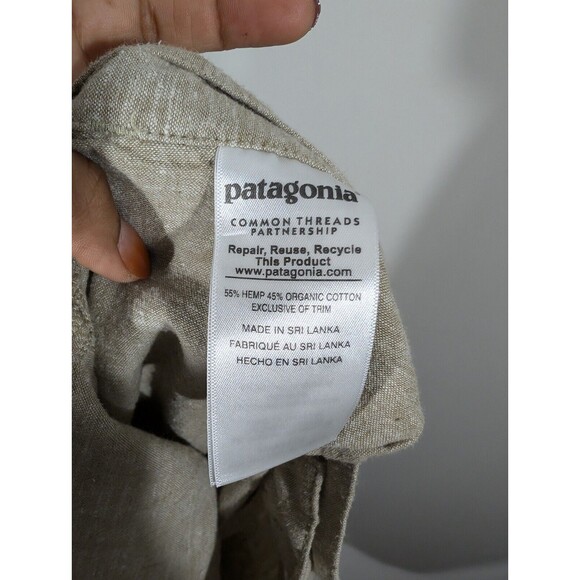 patagonia
COMMON THREADS
PARTNERSHIP
Repair, Reuse, Recycle
This Product
www.patagonia.com
55% HEMP 45% ORGANIC COTTON
EXCLUSIVE OF TRIM
MADE IN SRI LANKA
FABRIQUÉ AU SRI LANKA
HECHO EN SRI LANKA